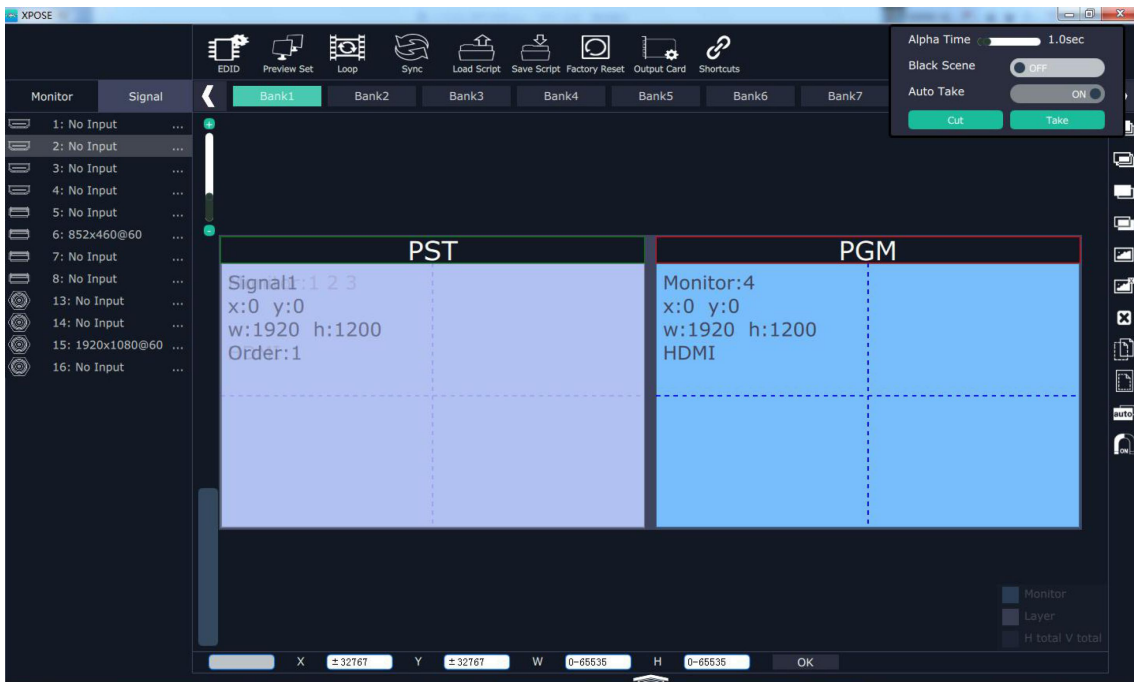 XPOSE
EDID
Preview Set
Loop
Sync
Load Script
Save Script
Factory Reset
Output Card
Shortcuts
Alpha Time 1.0sec
Black Scene OFF
Auto Take ON
Cut Take
Monitor Signal
Bank1 Bank2 Bank3 Bank4 Bank5 Bank6 Bank7
1: No Input ...
2: No Input ...
3: No Input ...
4: No Input ...
5: No Input ...
6: 852x460@60 ...
7: No Input ...
8: No Input ...
13: No Input ...
14: No Input ...
15: 1920x1080@60 ...
16: No Input ...
PST
Signal1:1 2 3
x:0 y:0
w:1920 h:1200
Order:1
PGM
Monitor:4
x:0 y:0
w:1920 h:1200
HDMI
auto
ON
Monitor
Layer
H total V total
X ±32767 Y ±32767 W 0-65535 H 0-65535 OK